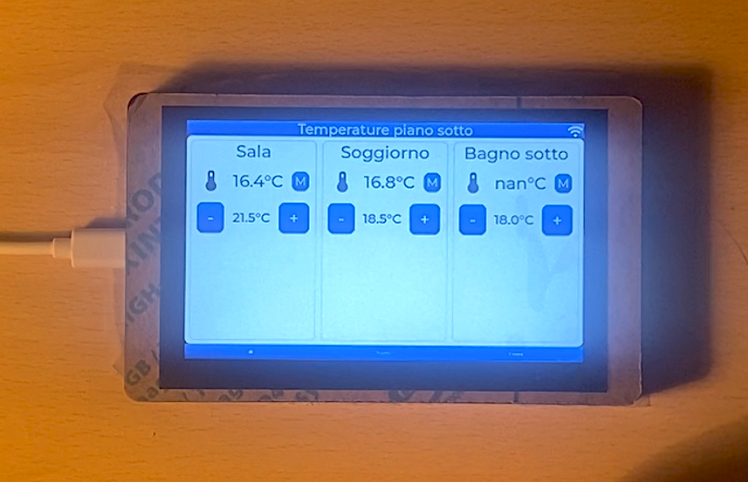 Temperature piano sotto
Sala
16.4°C M
- 21.5°C +
Soggiorno
16.8°C M
- 18.5°C +
Bagno sotto
nan°C M
- 18.0°C +